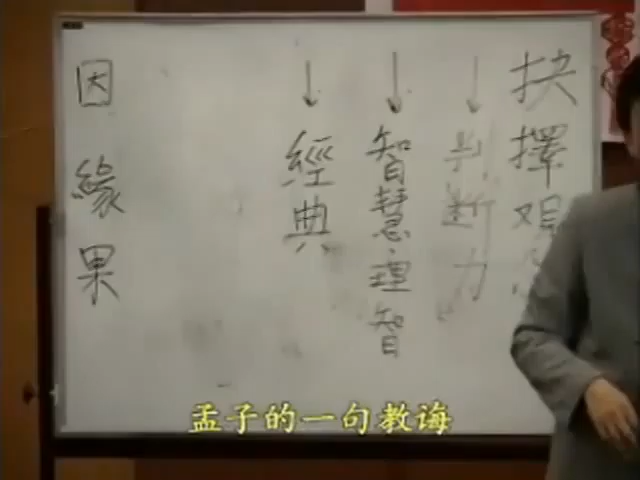 抉擇
判断力
智慧·理智
經典
因緣果
孟子的一句教诲